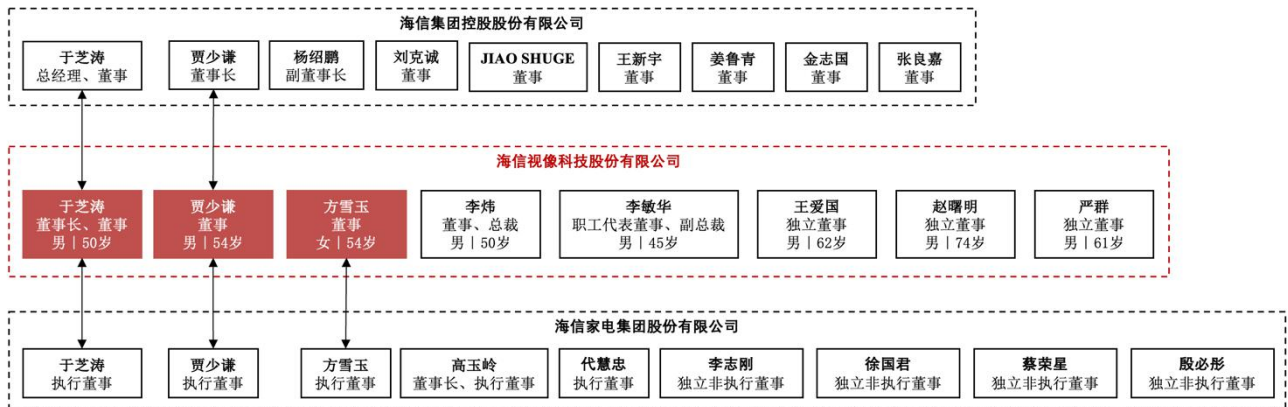 海信集团控股股份有限公司
于芝涛
总经理、董事
贾少谦
董事长
杨绍鹏
副董事长
刘克诚
董事
JIAO SHUGE
董事
王新宇
董事
姜鲁青
董事
金志国
董事
张良嘉
董事
海信视像科技股份有限公司
于芝涛
董事长、董事
男 | 50岁
贾少谦
董事
男 | 54岁
方雪玉
董事
女 | 54岁
李炜
董事、总裁
男 | 50岁
李敏华
职工代表董事、副总裁
男 | 45岁
王爱国
独立董事
男 | 62岁
赵曙明
独立董事
男 | 74岁
严群
独立董事
男 | 61岁
海信家电集团股份有限公司
于芝涛
执行董事
贾少谦
执行董事
方雪玉
执行董事
高玉岭
董事长、执行董事
代慧忠
执行董事
李志刚
独立非执行董事
徐国君
独立非执行董事
蔡荣星
独立非执行董事
殷必彤
独立非执行董事